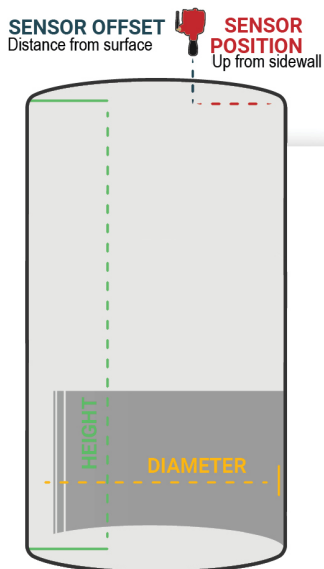 SENSOR OFFSET
Distance from surface
SENSOR
POSITION
Up from sidewall
HEIGHT
DIAMETER